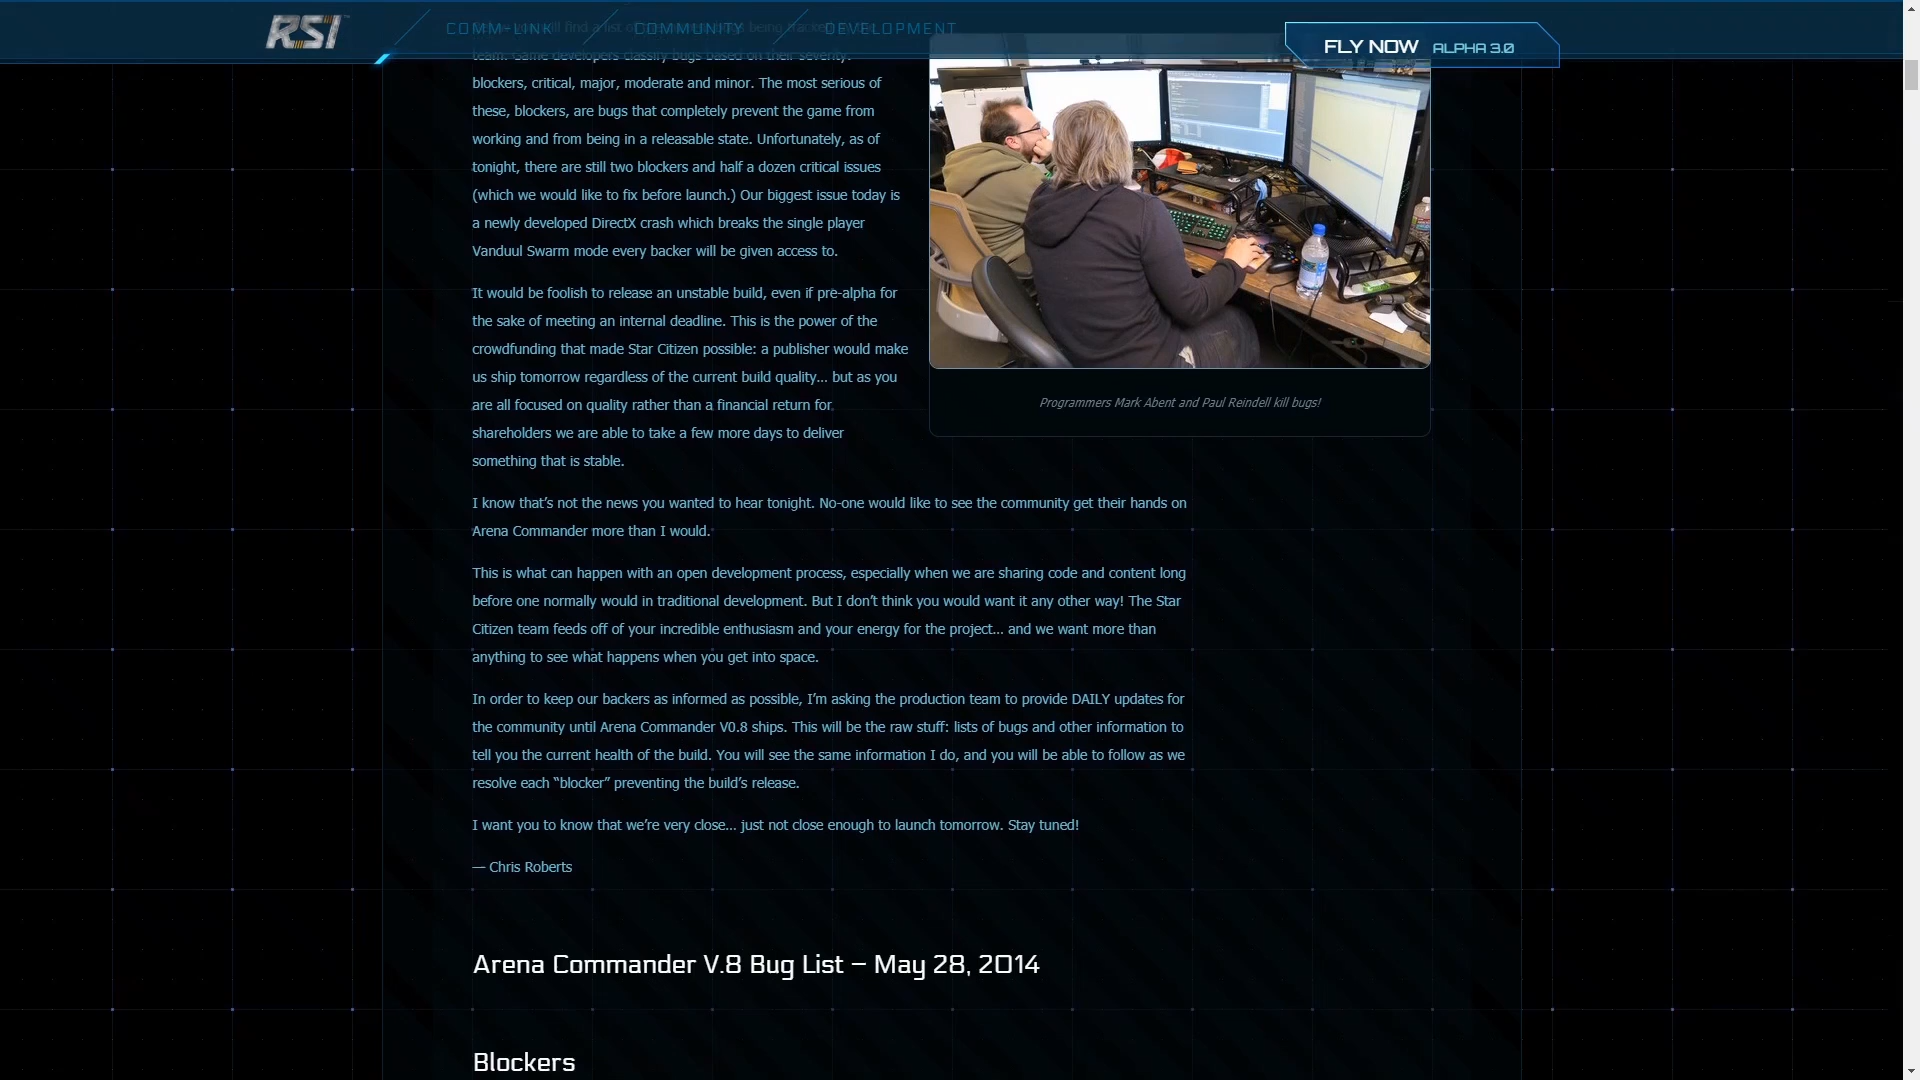 RSI
COMM-LINK
COMMUNITY
DEVELOPMENT
FLY NOW ALPHA 3.0
team. Game developers classify bugs based on their severity:
blockers, critical, major, moderate and minor. The most serious of
these, blockers, are bugs that completely prevent the game from
working and from being in a releasable state. Unfortunately, as of
tonight, there are still two blockers and half a dozen critical issues
(which we would like to fix before launch.) Our biggest issue today is
a newly developed DirectX crash which breaks the single player
Vanduul Swarm mode every backer will be given access to.
It would be foolish to release an unstable build, even if pre-alpha for
the sake of meeting an internal deadline. This is the power of the
crowdfunding that made Star Citizen possible: a publisher would make
us ship tomorrow regardless of the current build quality… but as you
are all focused on quality rather than a financial return for
shareholders we are able to take a few more days to deliver
something that is stable.
Programmers Mark Abent and Paul Reindell kill bugs!
I know that’s not the news you wanted to hear tonight. No-one would like to see the community get their hands on
Arena Commander more than I would.
This is what can happen with an open development process, especially when we are sharing code and content long
before one normally would in traditional development. But I don’t think you would want it any other way! The Star
Citizen team feeds off of your incredible enthusiasm and your energy for the project… and we want more than
anything to see what happens when you get into space.
In order to keep our backers as informed as possible, I’m asking the production team to provide DAILY updates for
the community until Arena Commander V0.8 ships. This will be the raw stuff: lists of bugs and other information to
tell you the current health of the build. You will see the same information I do, and you will be able to follow as we
resolve each “blocker” preventing the build’s release.
I want you to know that we’re very close… just not close enough to launch tomorrow. Stay tuned!
— Chris Roberts
Arena Commander V.8 Bug List – May 28, 2014
Blockers